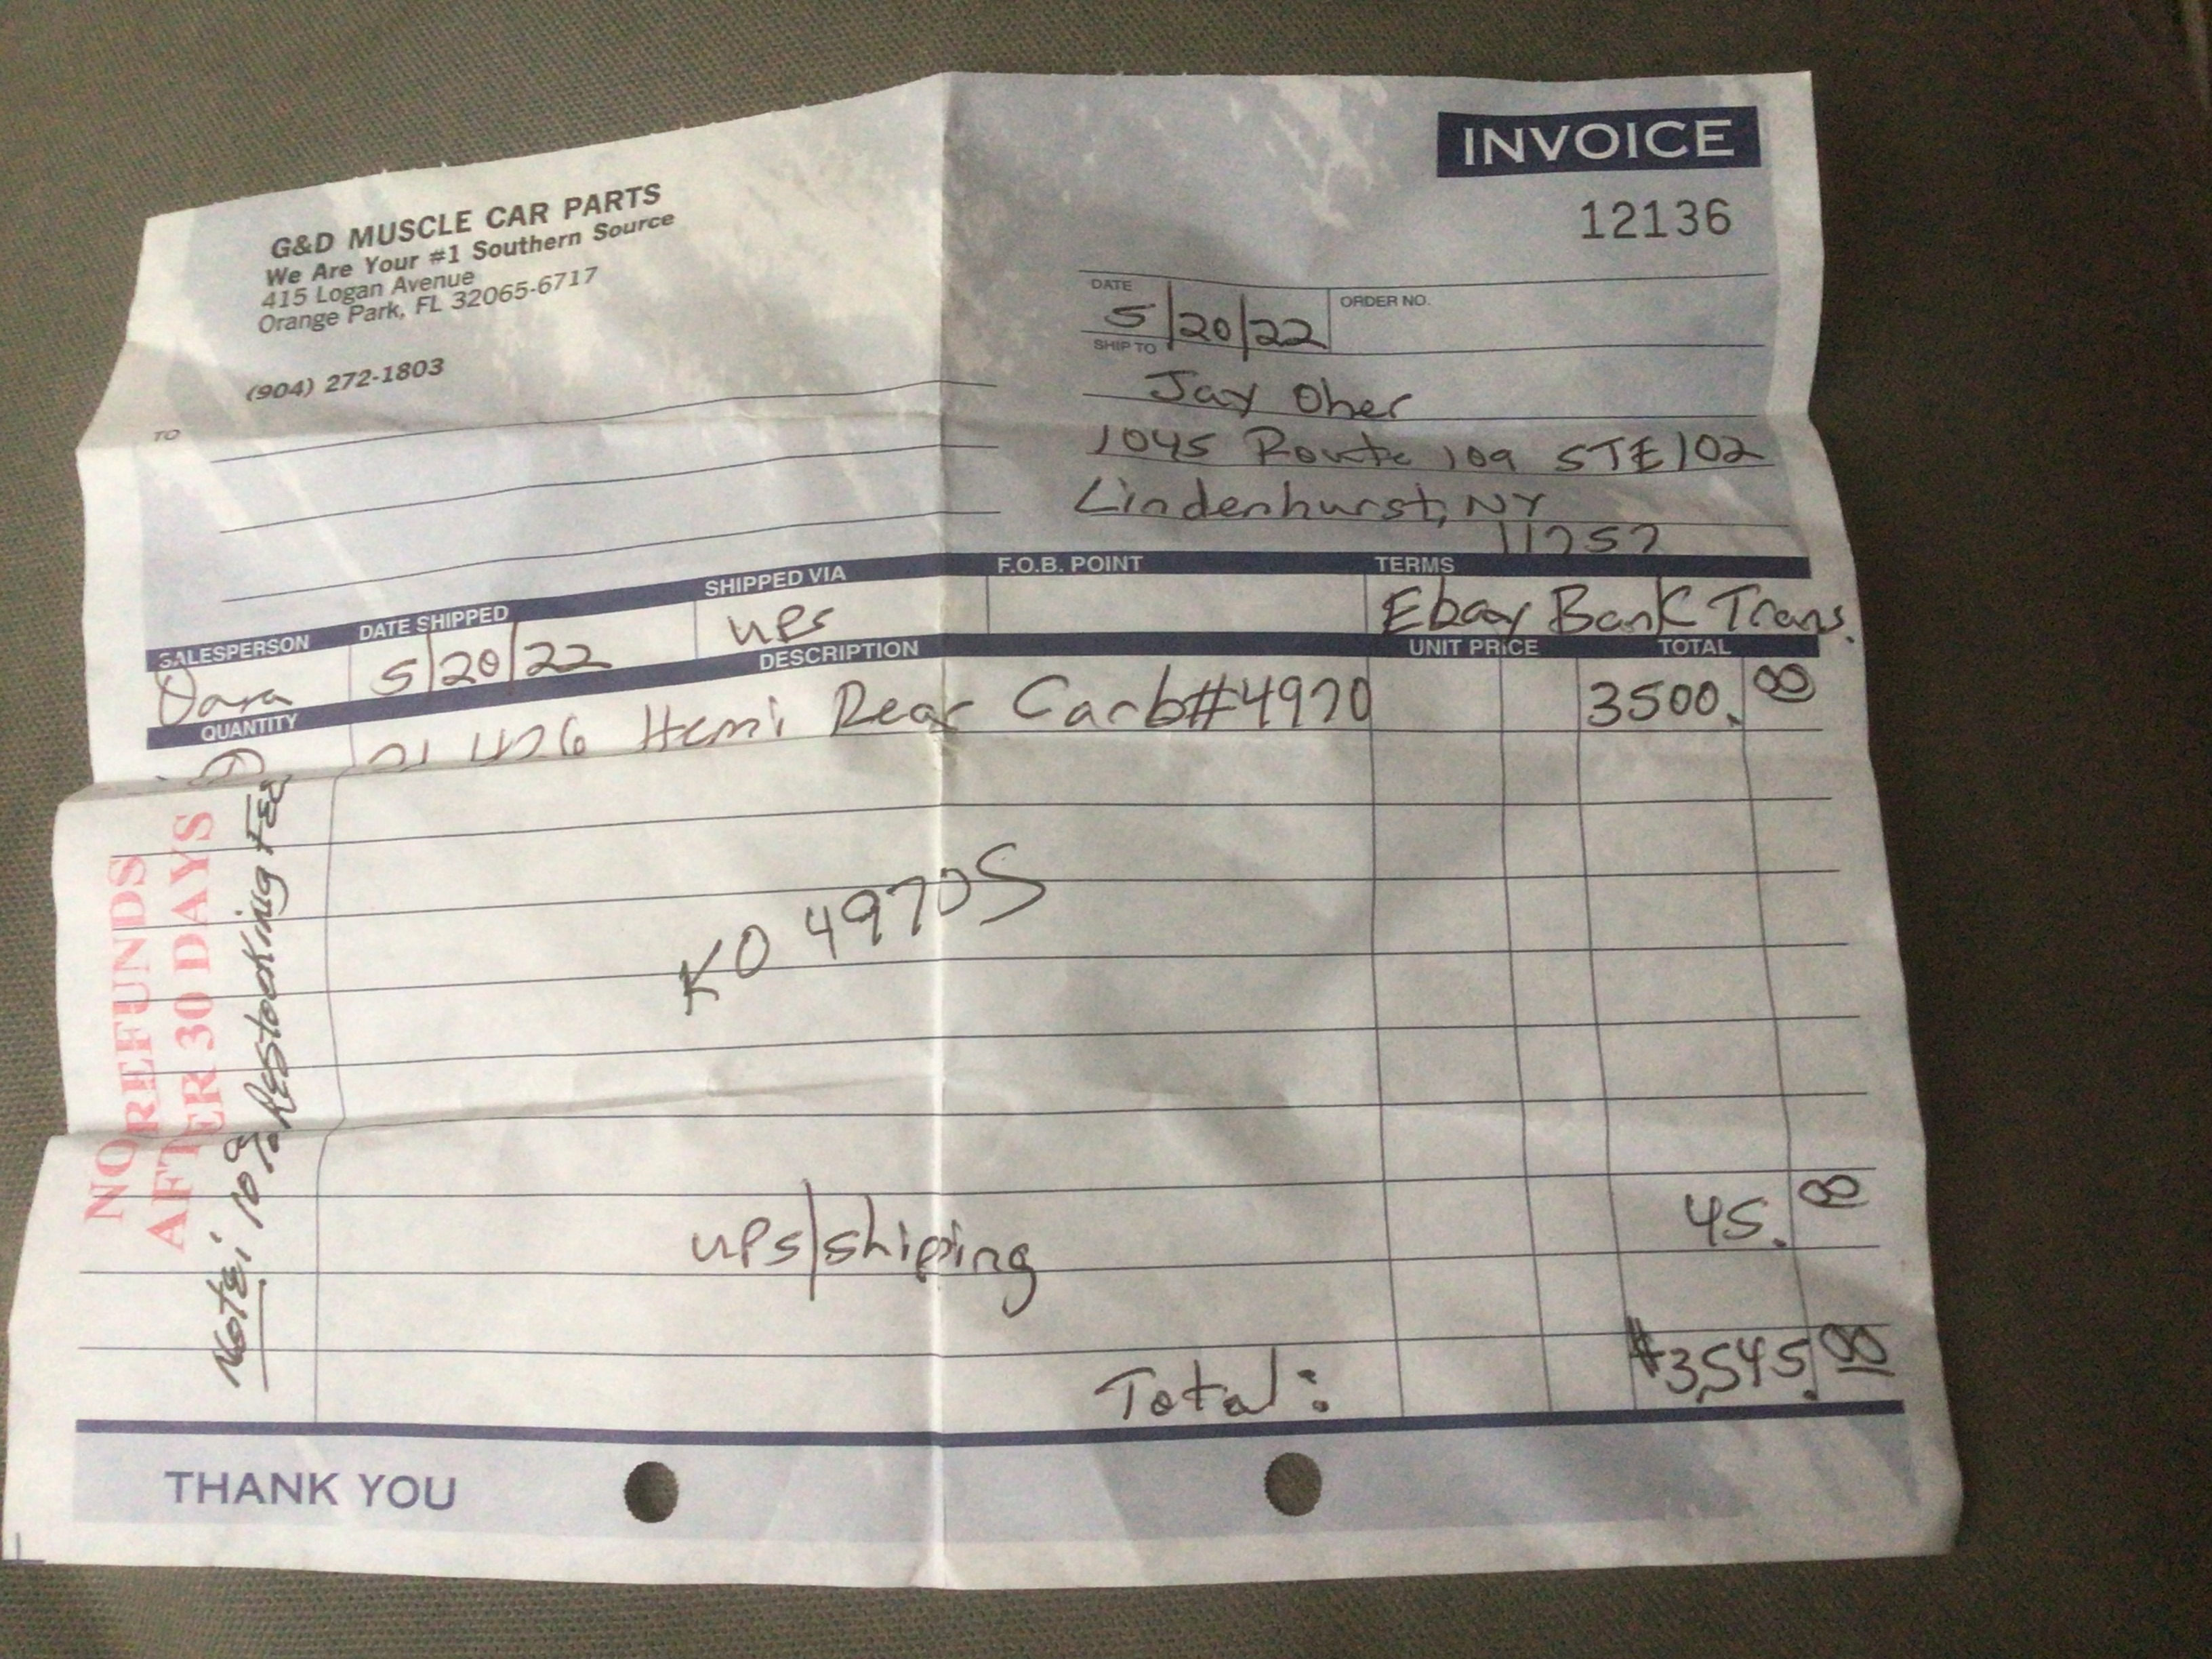 INVOICE
12136
G&D MUSCLE CAR PARTS
We Are Your #1 Southern Source
415 Logan Avenue
Orange Park, FL 32065-6717
(904) 272-1803
DATE
5/20/22
ORDER NO.
SHIP TO
Jay Oher
1045 Route 109 STE 102
Lindenhurst, NY
11757
TO
SALESPERSON DATE SHIPPED SHIPPED VIA F.O.B. POINT TERMS
Dara 5/20/22 UPS Ebay Bank Trans.
QUANTITY DESCRIPTION UNIT PRICE TOTAL
426 Hemi Rear Carb#4970 3500.00
KO 4970S
NO REFUNDS
AFTER 30 DAYS
Note: 10% Restocking Fee
UPS/shiping 45.00
Total: $3,545.00
THANK YOU